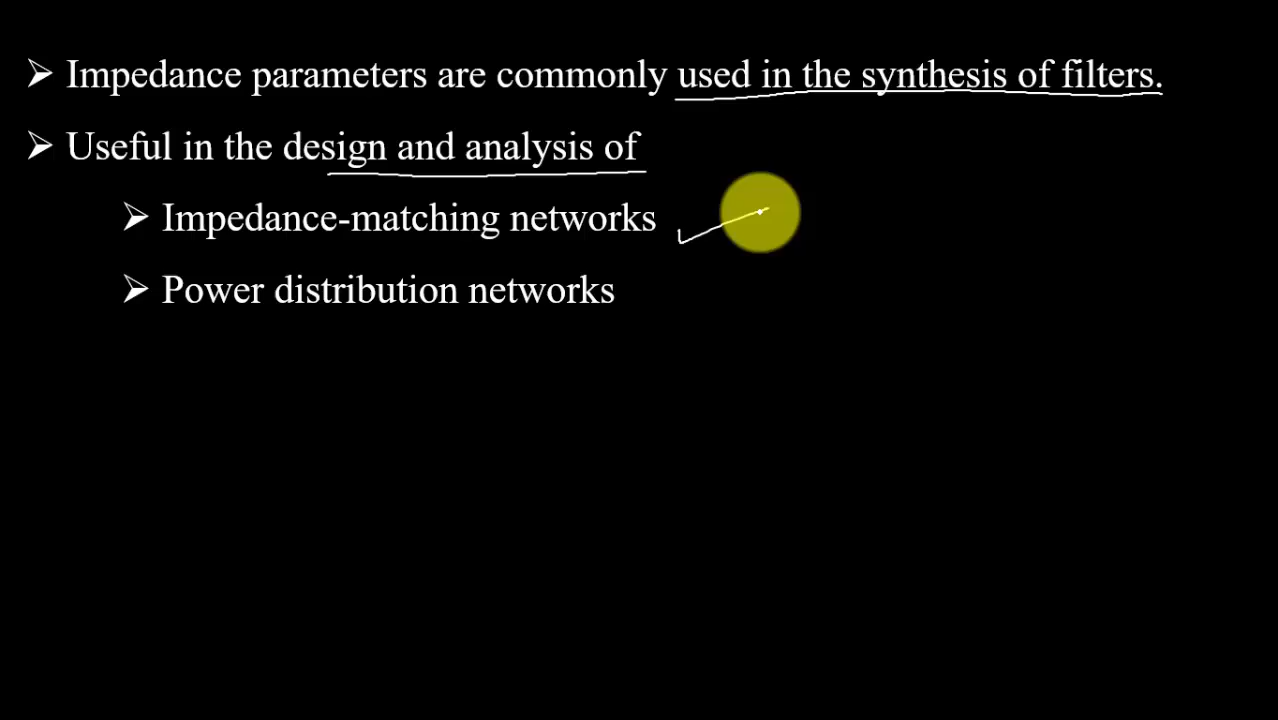 ➢ Impedance parameters are commonly used in the synthesis of filters.
➢ Useful in the design and analysis of
➢ Impedance-matching networks
➢ Power distribution networks